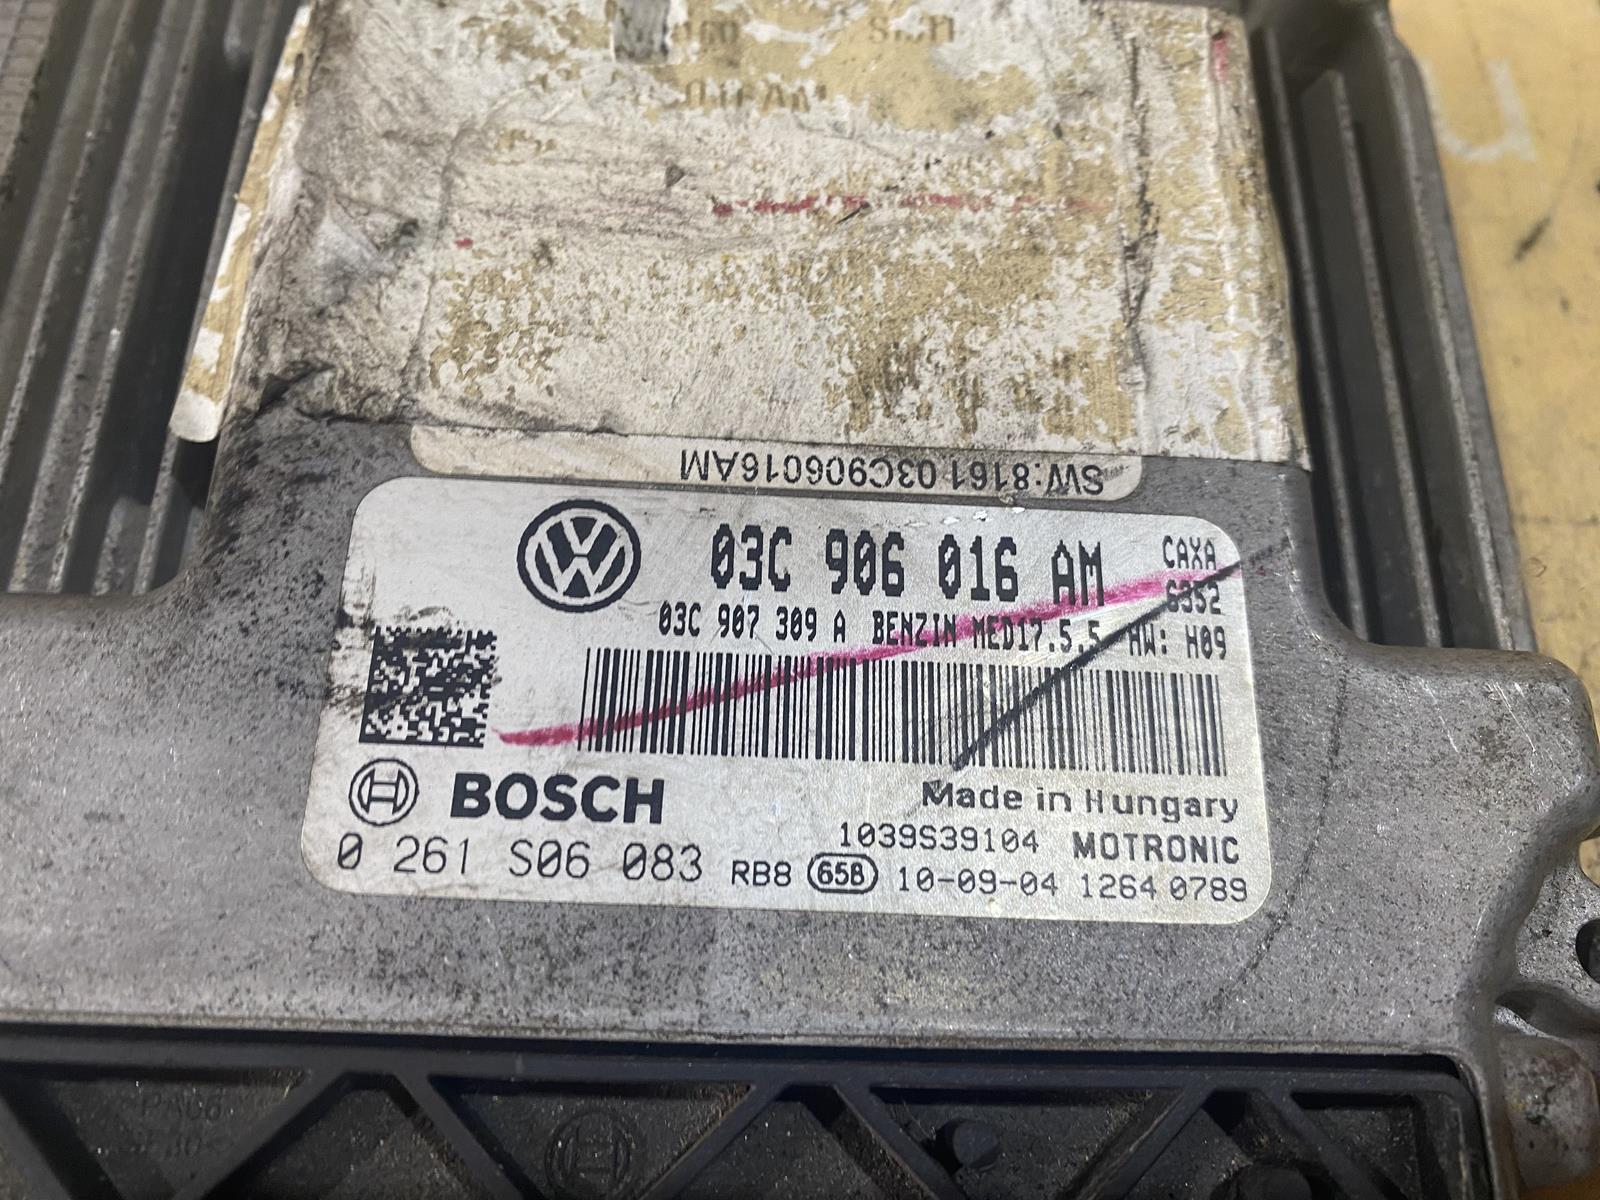 SW:8161 03C906016AM
03C 906 016 AM
CAXA
6352
03C 907 309 A BENZIN MED17.5.5 HW: H09
BOSCH
Made in Hungary
1039S39104 MOTRONIC
0 261 S06 083 RB8 65B 10-09-04 1264 0789